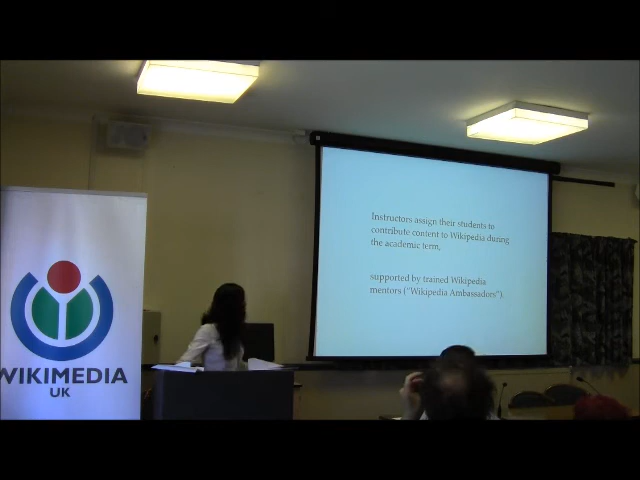 Instructors assign their students to
contribute content to Wikipedia during
the academic term,
supported by trained Wikipedia
mentors ("Wikipedia Ambassadors").
WIKIMEDIA
UK